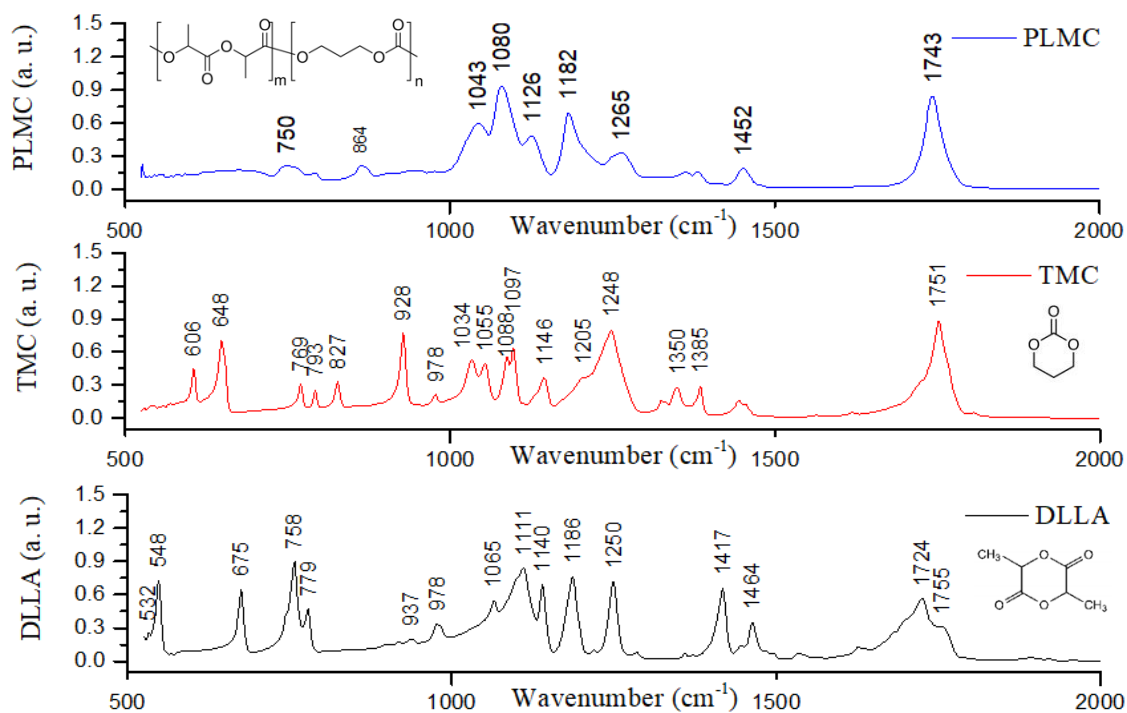 PLMC (a. u.)
1.5
1.2
0.9
0.6
0.3
0.0
O
O
O
O
m
O
O
O
n
750
864
1043
1080
1126
1182
1265
1452
1743
PLMC
500
1000
1500
2000
Wavenumber (cm-1)
TMC (a. u.)
1.5
1.2
0.9
0.6
0.3
0.0
606
648
769
793
827
928
978
1034
1055
1088
1097
1146
1205
1248
1350
1385
1751
TMC
O
O
O
500
1000
1500
2000
Wavenumber (cm-1)
DLLA (a. u.)
1.5
1.2
0.9
0.6
0.3
0.0
532
548
675
758
779
937
978
1065
1111
1140
1186
1250
1417
1464
1724
1755
DLLA
CH3
O
O
O
O
CH3
500
1000
1500
2000
Wavenumber (cm-1)